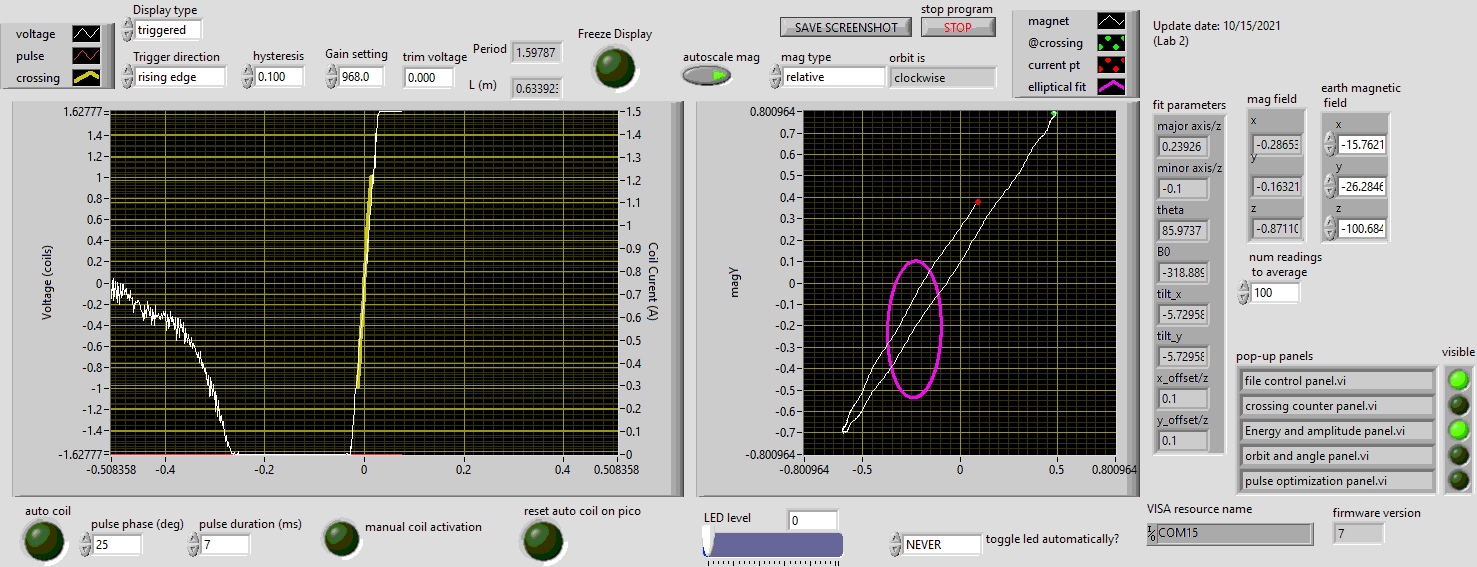 voltage
pulse
crossing
Display type
triggered
Trigger direction
rising edge
hysteresis
0.100
Gain setting
968.0
trim voltage
0.000
Period
1.59787
L (m)
0.63392
Freeze Display
SAVE SCREENSHOT
stop program
STOP
autoscale mag
mag type
relative
orbit is
clockwise
magnet
@crossing
current pt
elliptical fit
Update date: 10/15/2021
(Lab 2)
1.62777
1.4
1.2
1
0.8
0.6
0.4
0.2
0
-0.2
-0.4
-0.6
-0.8
-1
-1.2
-1.4
-1.62777
Voltage (coils)
-0.508358
-0.4
-0.2
0
0.2
0.4
0.508358
1.5
1.4
1.3
1.2
1.1
1
0.9
0.8
0.7
0.6
0.5
0.4
0.3
0.2
0.1
0
Coil Current (A)
0.800964
0.7
0.6
0.5
0.4
0.3
0.2
0.1
0
-0.1
-0.2
-0.3
-0.4
-0.5
-0.6
-0.7
-0.800964
magY
-0.800964
-0.5
0
0.5
0.800964
fit parameters
major axis/z
0.23926
minor axis/z
-0.1
theta
85.9737
B0
-318.889
tilt_x
-5.72958
tilt_y
-5.72958
x_offset/z
0.1
y_offset/z
0.1
mag field
x
-0.28653
y
-0.16321
z
-0.87110
earth magnetic
field
x
-15.7621
y
-26.2846
z
-100.684
num readings
to average
100
pop-up panels
visible
file control panel.vi
crossing counter panel.vi
Energy and amplitude panel.vi
orbit and angle panel.vi
pulse optimization panel.vi
auto coil
pulse phase (deg)
25
pulse duration (ms)
7
manual coil activation
reset auto coil on pico
LED level
0
NEVER
toggle led automatically?
VISA resource name
COM15
firmware version
7